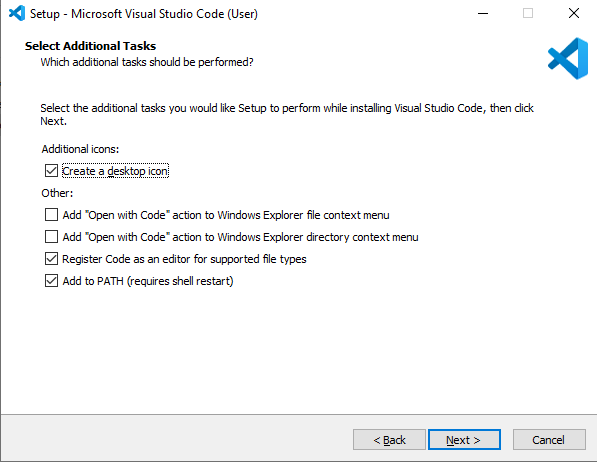 Setup - Microsoft Visual Studio Code (User)
Select Additional Tasks
Which additional tasks should be performed?
Select the additional tasks you would like Setup to perform while installing Visual Studio Code, then click
Next.
Additional icons:
Create a desktop icon
Other:
Add "Open with Code" action to Windows Explorer file context menu
Add "Open with Code" action to Windows Explorer directory context menu
Register Code as an editor for supported file types
Add to PATH (requires shell restart)
< Back Next > Cancel